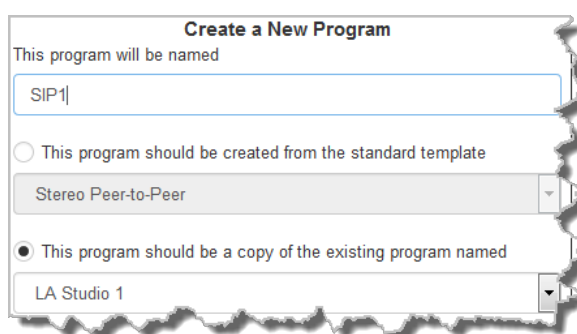 Create a New Program
This program will be named
SIP1
This program should be created from the standard template
Stereo Peer-to-Peer
This program should be a copy of the existing program named
LA Studio 1